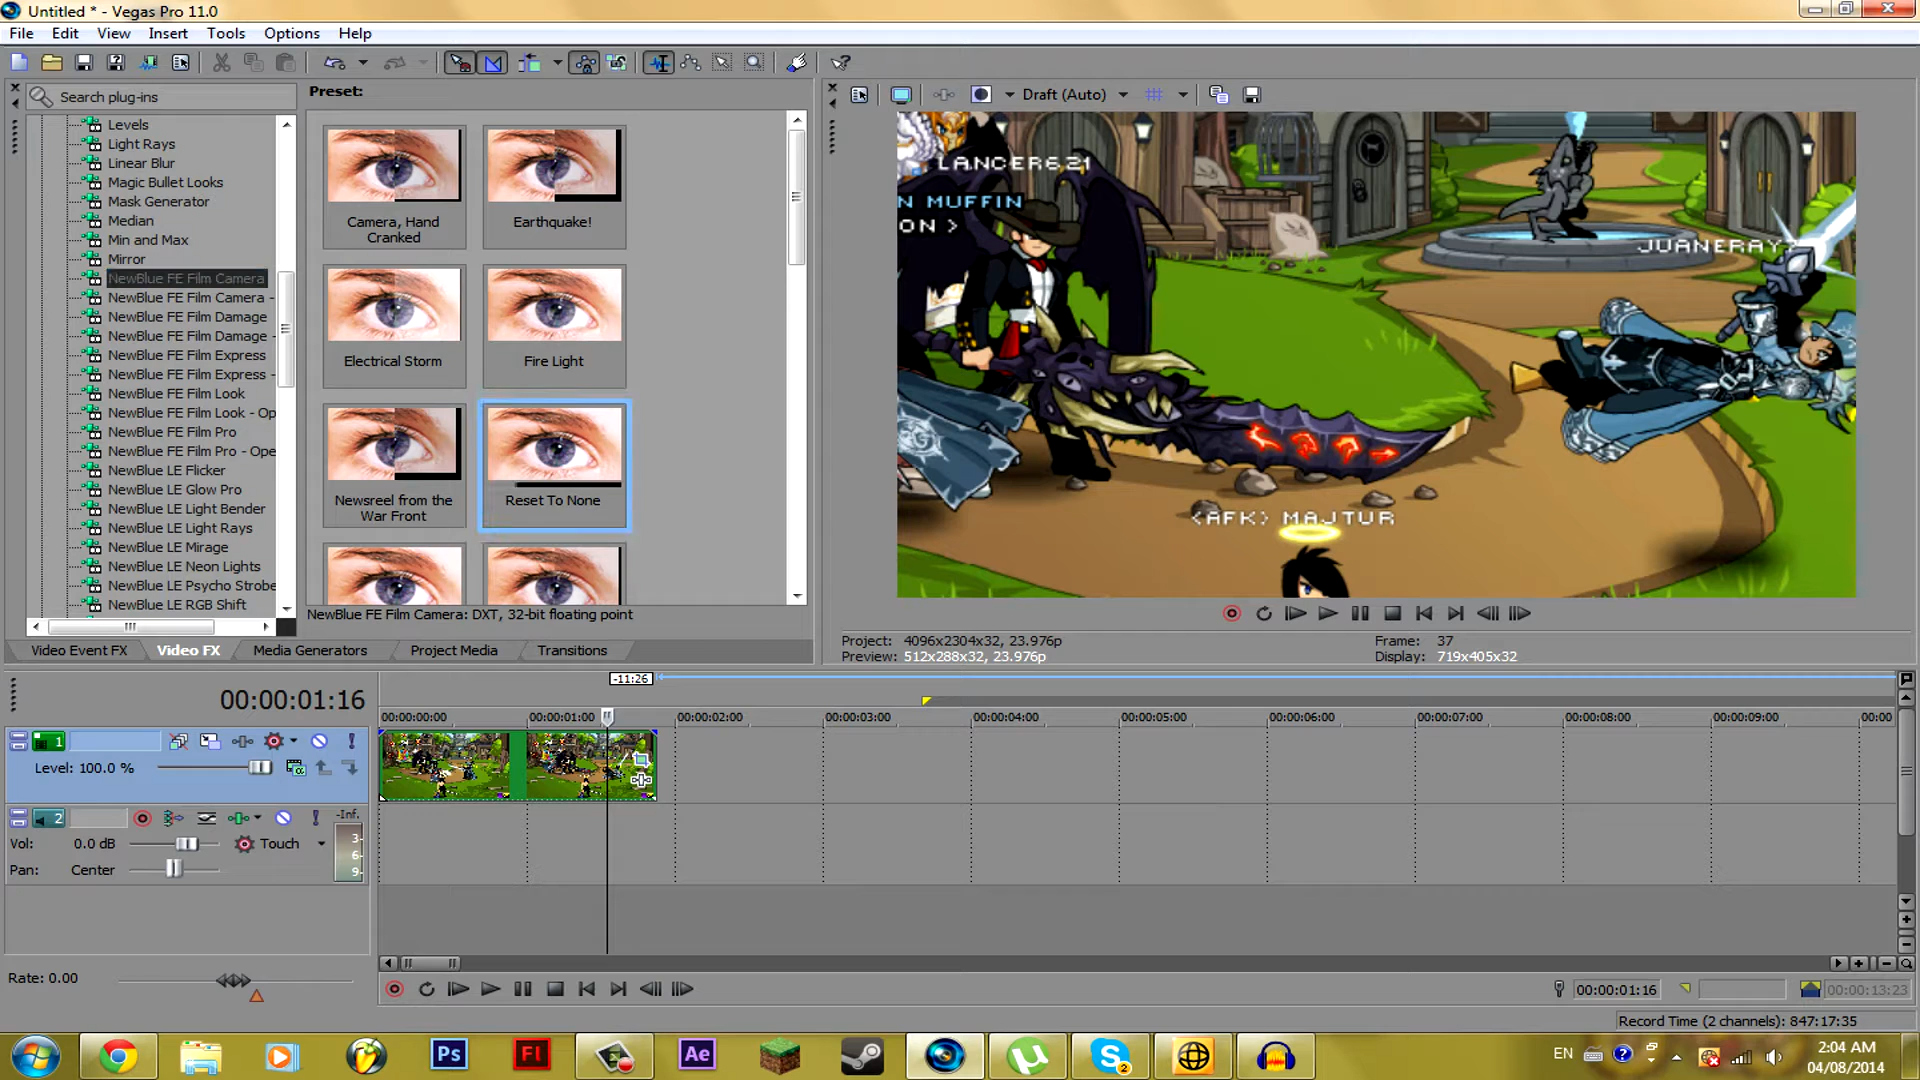 Untitled * - Vegas Pro 11.0
File Edit View Insert Tools Options Help
Search plug-ins
Levels
Light Rays
Linear Blur
Magic Bullet Looks
Mask Generator
Median
Min and Max
Mirror
NewBlue FE Film Camera
NewBlue FE Film Camera -
NewBlue FE Film Damage
NewBlue FE Film Damage -
NewBlue FE Film Express
NewBlue FE Film Express -
NewBlue FE Film Look
NewBlue FE Film Look - Op
NewBlue FE Film Pro
NewBlue FE Film Pro - Ope
NewBlue LE Flicker
NewBlue LE Glow Pro
NewBlue LE Light Bender
NewBlue LE Light Rays
NewBlue LE Mirage
NewBlue LE Neon Lights
NewBlue LE Psycho Strobe
NewBlue LE RGB Shift
Preset:
Camera, Hand
Cranked
Earthquake!
Electrical Storm
Fire Light
Newsreel from the
War Front
Reset To None
NewBlue FE Film Camera: DXT, 32-bit floating point
Video Event FX Video FX Media Generators Project Media Transitions
Draft (Auto)
LANCER621
N MUFFIN
ON >
JUANERAY7
<AFK> MAJTUR
Project: 4096x2304x32, 23.976p Frame: 37
Preview: 512x288x32, 23.976p Display: 719x405x32
00:00:01:16
-11:26
00:00:00:00 00:00:01:00 00:00:02:00 00:00:03:00 00:00:04:00 00:00:05:00 00:00:06:00 00:00:07:00 00:00:08:00 00:00:09:00 00:00
1
Level: 100.0 %
2
-Inf.
3
6
9
Vol: 0.0 dB Touch
Pan: Center
Rate: 0.00
00:00:01:16 00:00:13:23
Record Time (2 channels): 847:17:35
Ps
Fl
Ae
2
EN
2:04 AM
04/08/2014